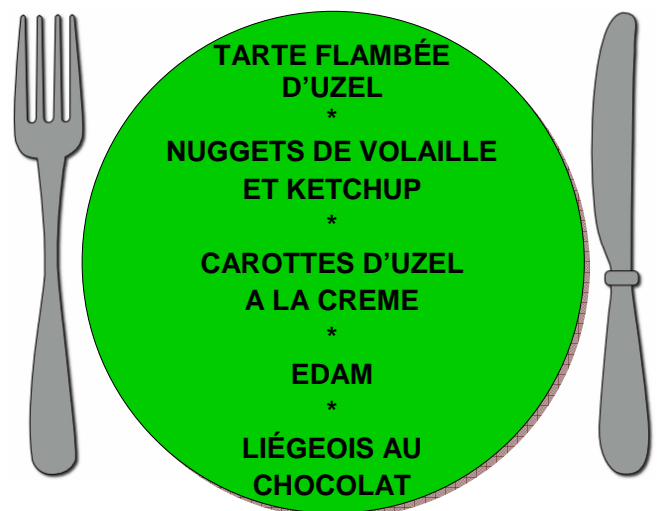 TARTE FLAMBÉE
D’UZEL
*
NUGGETS DE VOLAILLE
ET KETCHUP
*
CAROTTES D’UZEL
A LA CREME
*
EDAM
*
LIÉGEOIS AU
CHOCOLAT